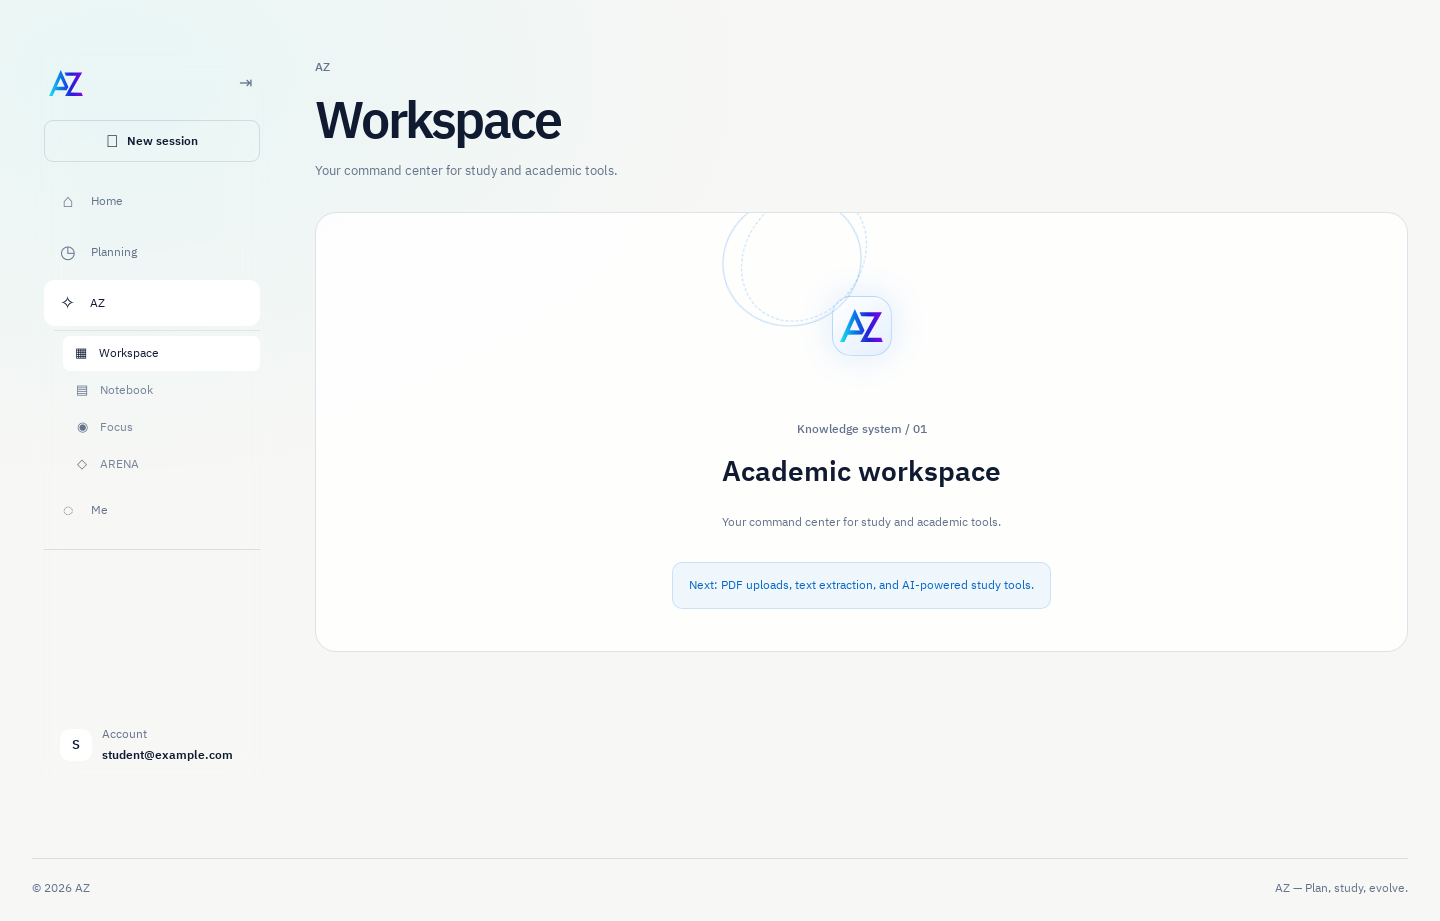 AZ
New session
Home
Planning
AZ
Workspace
Notebook
Focus
ARENA
Me
Account
S
student@example.com
AZ
Workspace
Your command center for study and academic tools.
AZ
Knowledge system / 01
Academic workspace
Your command center for study and academic tools.
Next: PDF uploads, text extraction, and AI-powered study tools.
© 2026 AZ
AZ — Plan, study, evolve.